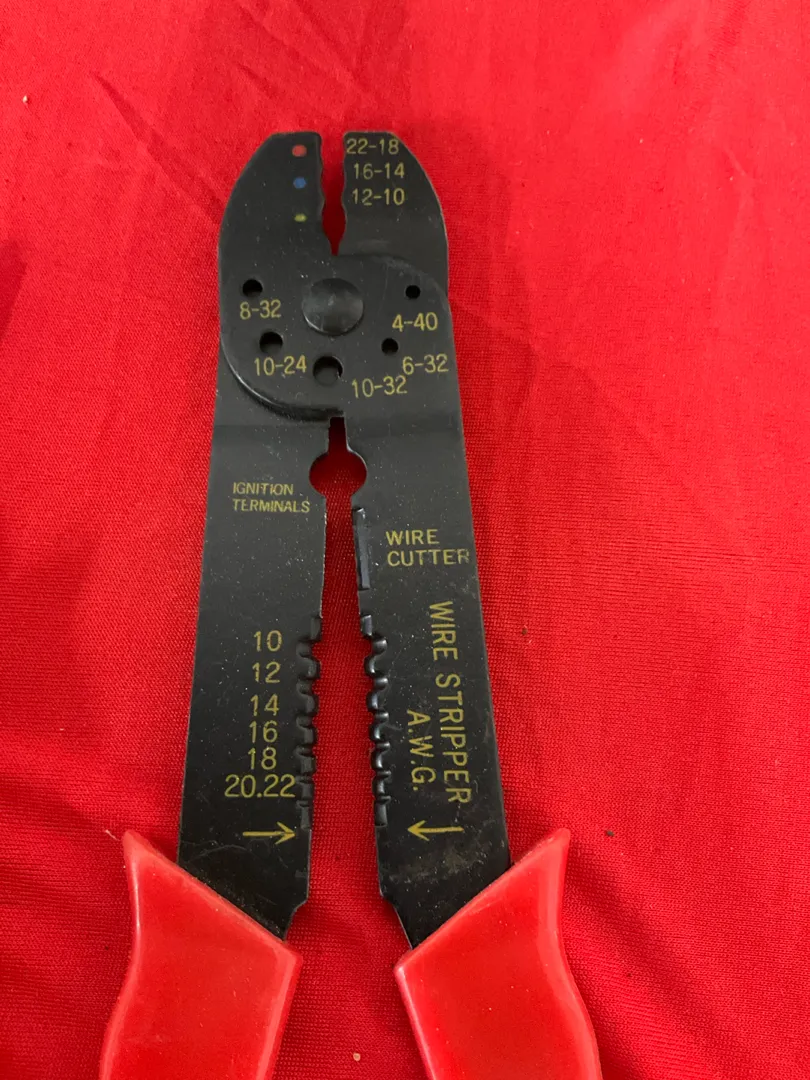 22-18
16-14
12-10
8-32
4-40
10-24
6-32
10-32
IGNITION
TERMINALS
WIRE
CUTTER
10
12
14
16
18
20.22
WIRE STRIPPER
A.W.G.